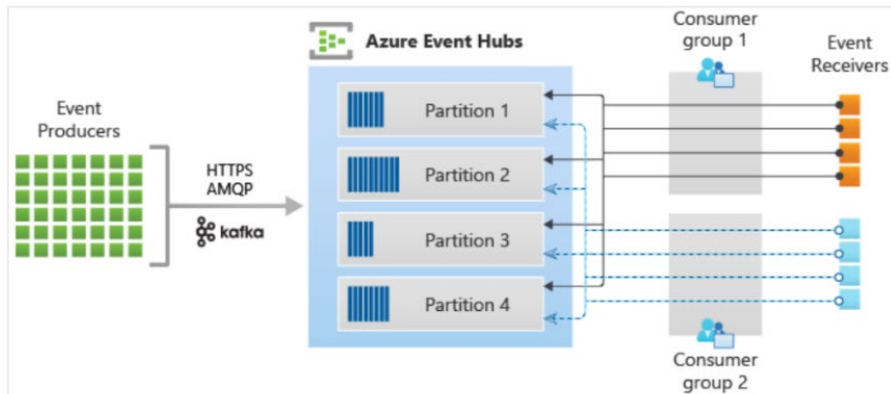 Event
Producers
HTTPS
AMQP
kafka
Azure Event Hubs
Partition 1
Partition 2
Partition 3
Partition 4
Consumer
group 1
Consumer
group 2
Event
Receivers